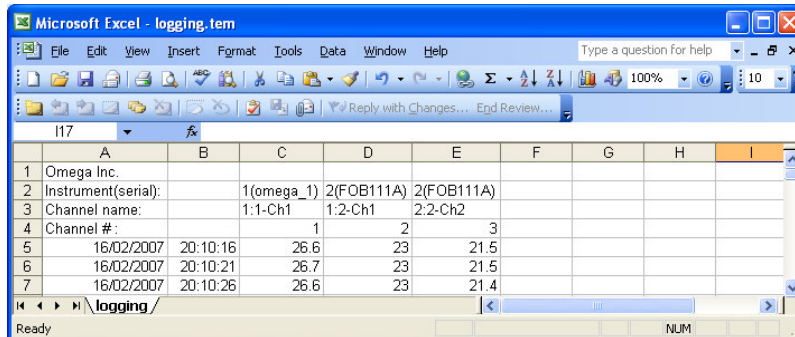 Microsoft Excel - logging.tem
File Edit View Insert Format Tools Data Window Help Type a question for help
100% 10
Reply with Changes... End Review...
I17 fx
A B C D E F G H I
1 Omega Inc.
2 Instrument(serial): 1(omega_1) 2(FOB111A) 2(FOB111A)
3 Channel name: 1:1-Ch1 1:2-Ch1 2:2-Ch2
4 Channel #: 1 2 3
5 16/02/2007 20:10:16 26.6 23 21.5
6 16/02/2007 20:10:21 26.7 23 21.5
7 16/02/2007 20:10:26 26.6 23 21.4
logging
Ready NUM